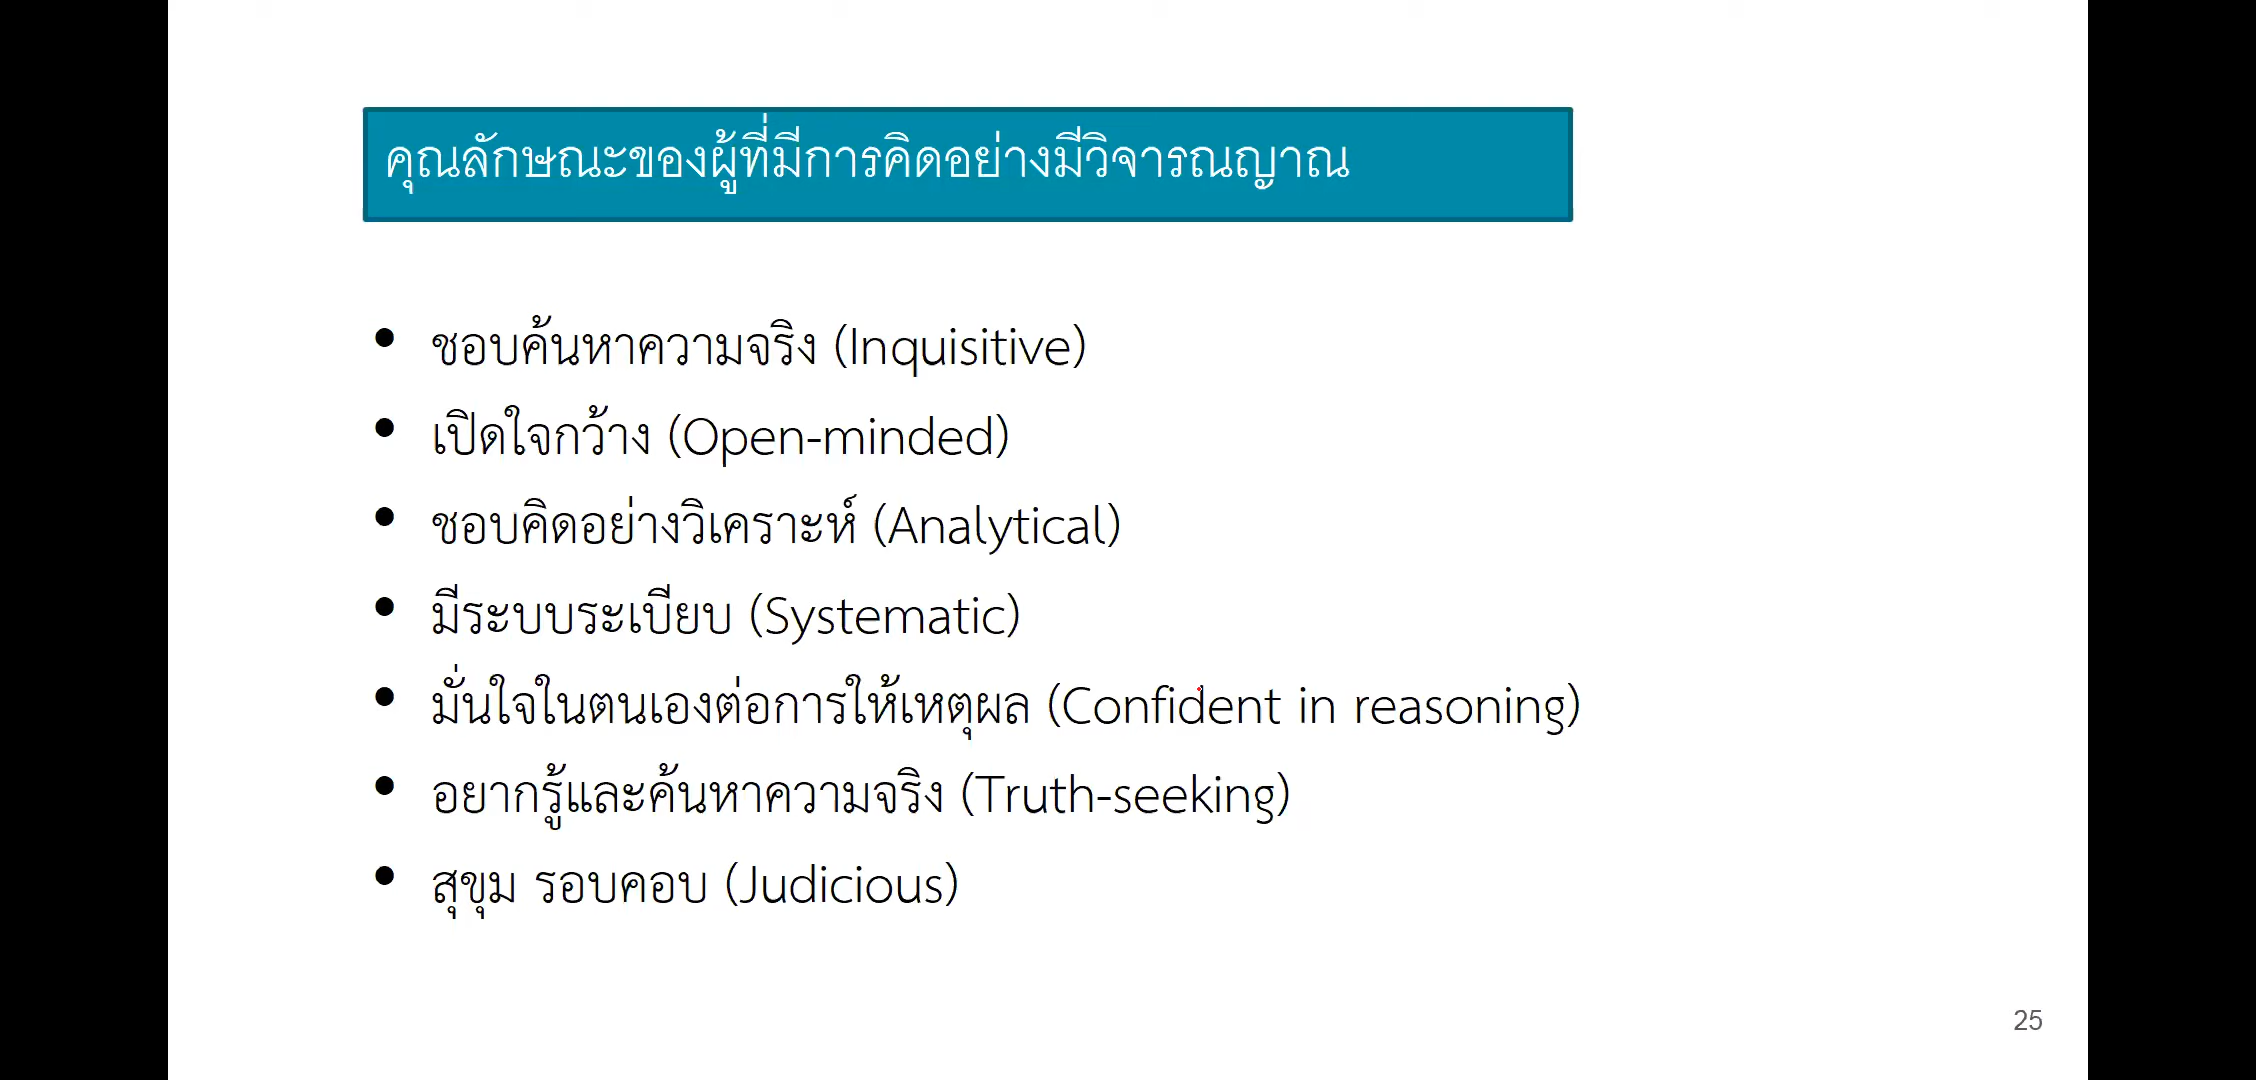 คุณลักษณะของผู้ที่มีการคิดอย่างมีวิจารณญาณ
• ชอบค้นหาความจริง (Inquisitive)
• เปิดใจกว้าง (Open-minded)
• ชอบคิดอย่างวิเคราะห์ (Analytical)
• มีระบบระเบียบ (Systematic)
• มั่นใจในตนเองต่อการให้เหตุผล (Confident in reasoning)
• อยากรู้และค้นหาความจริง (Truth-seeking)
• สุขุม รอบคอบ (Judicious)
25